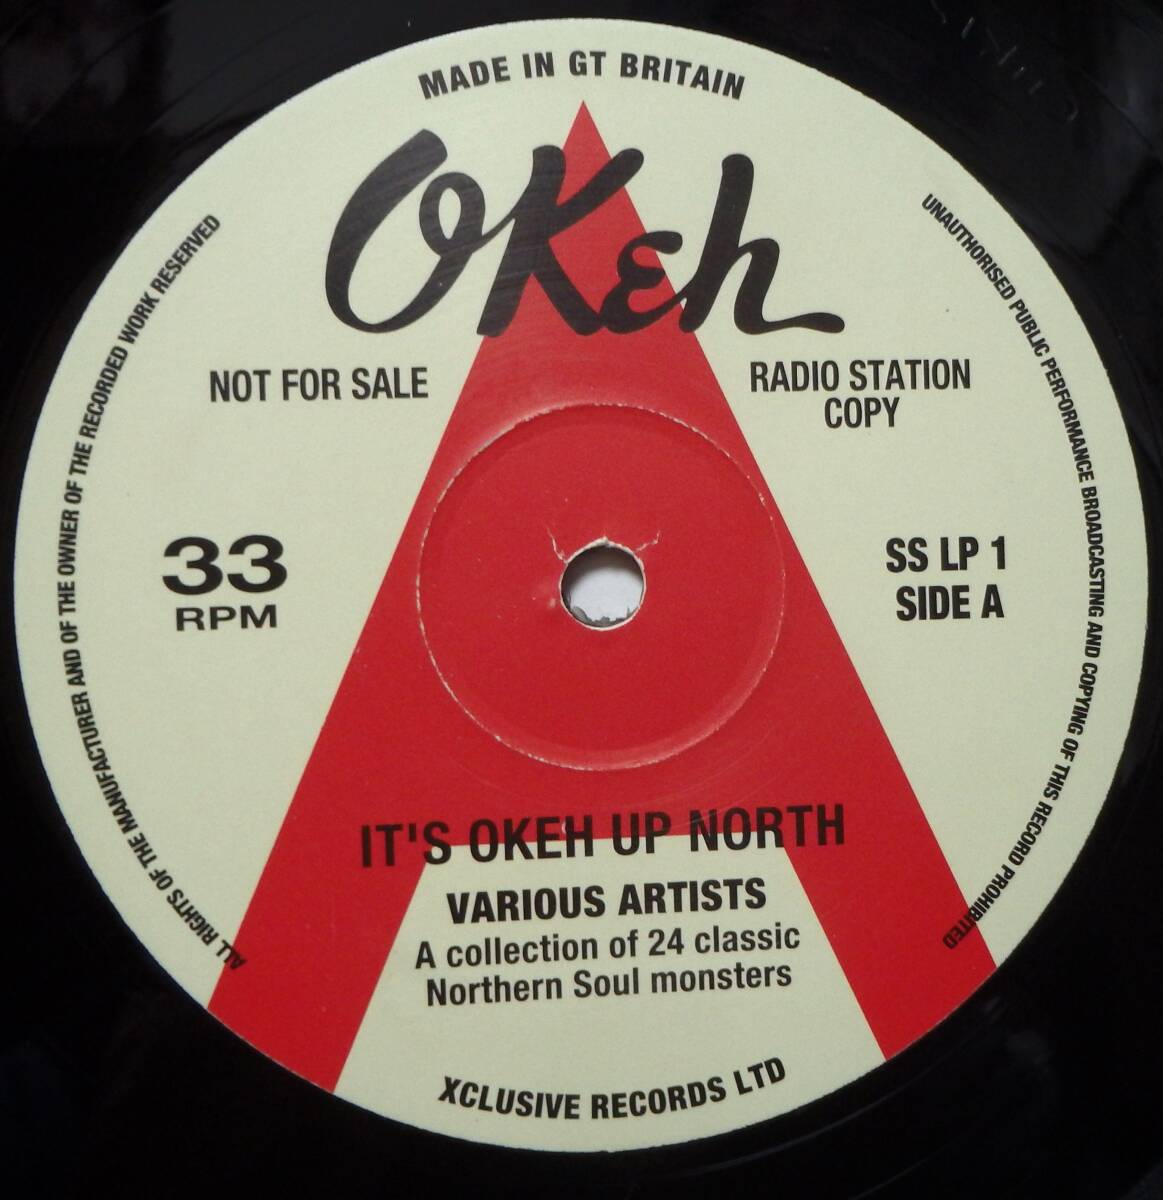 MADE IN GT BRITAIN
OKeh
NOT FOR SALE
RADIO STATION
COPY
33
RPM
SS LP 1
SIDE A
IT'S OKEH UP NORTH
VARIOUS ARTISTS
A collection of 24 classic
Northern Soul monsters
XCLUSIVE RECORDS LTD
ALL RIGHTS OF THE MANUFACTURER AND OF THE OWNER OF THE RECORDED WORK RESERVED
UNAUTHORISED PUBLIC PERFORMANCE BROADCASTING AND COPYING OF THIS RECORD PROHIBITED